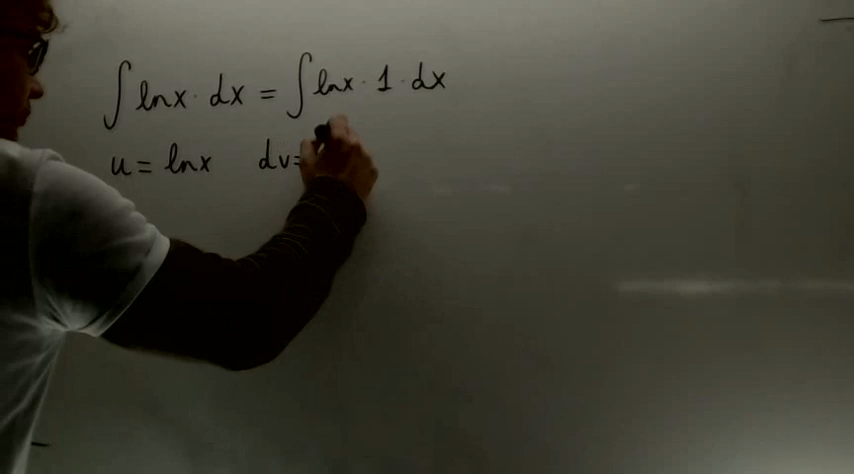 ∫ lnx · dx = ∫ lnx · 1 · dx
u = lnx dv=